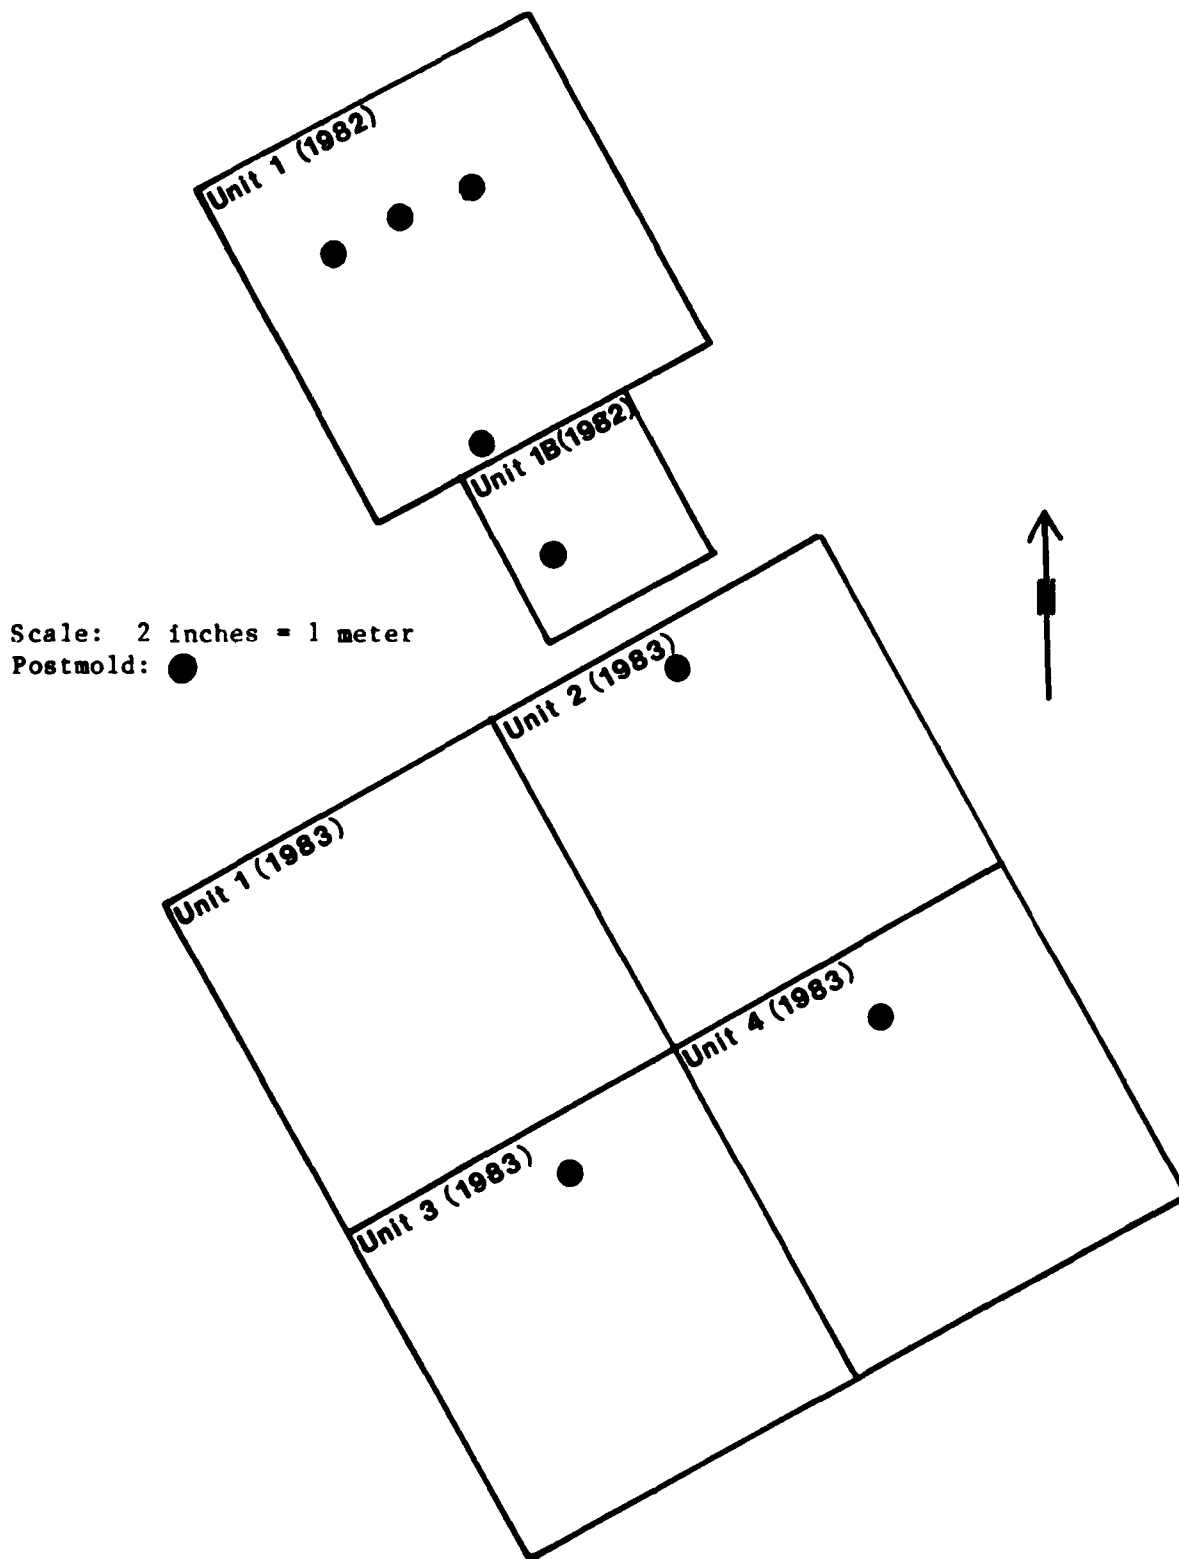 Unit 1 (1982)
Unit 1B(1982)
Scale: 2 inches = 1 meter
Postmold:
Unit 2 (1983)
Unit 1 (1983)
Unit 4 (1983)
Unit 3 (1983)